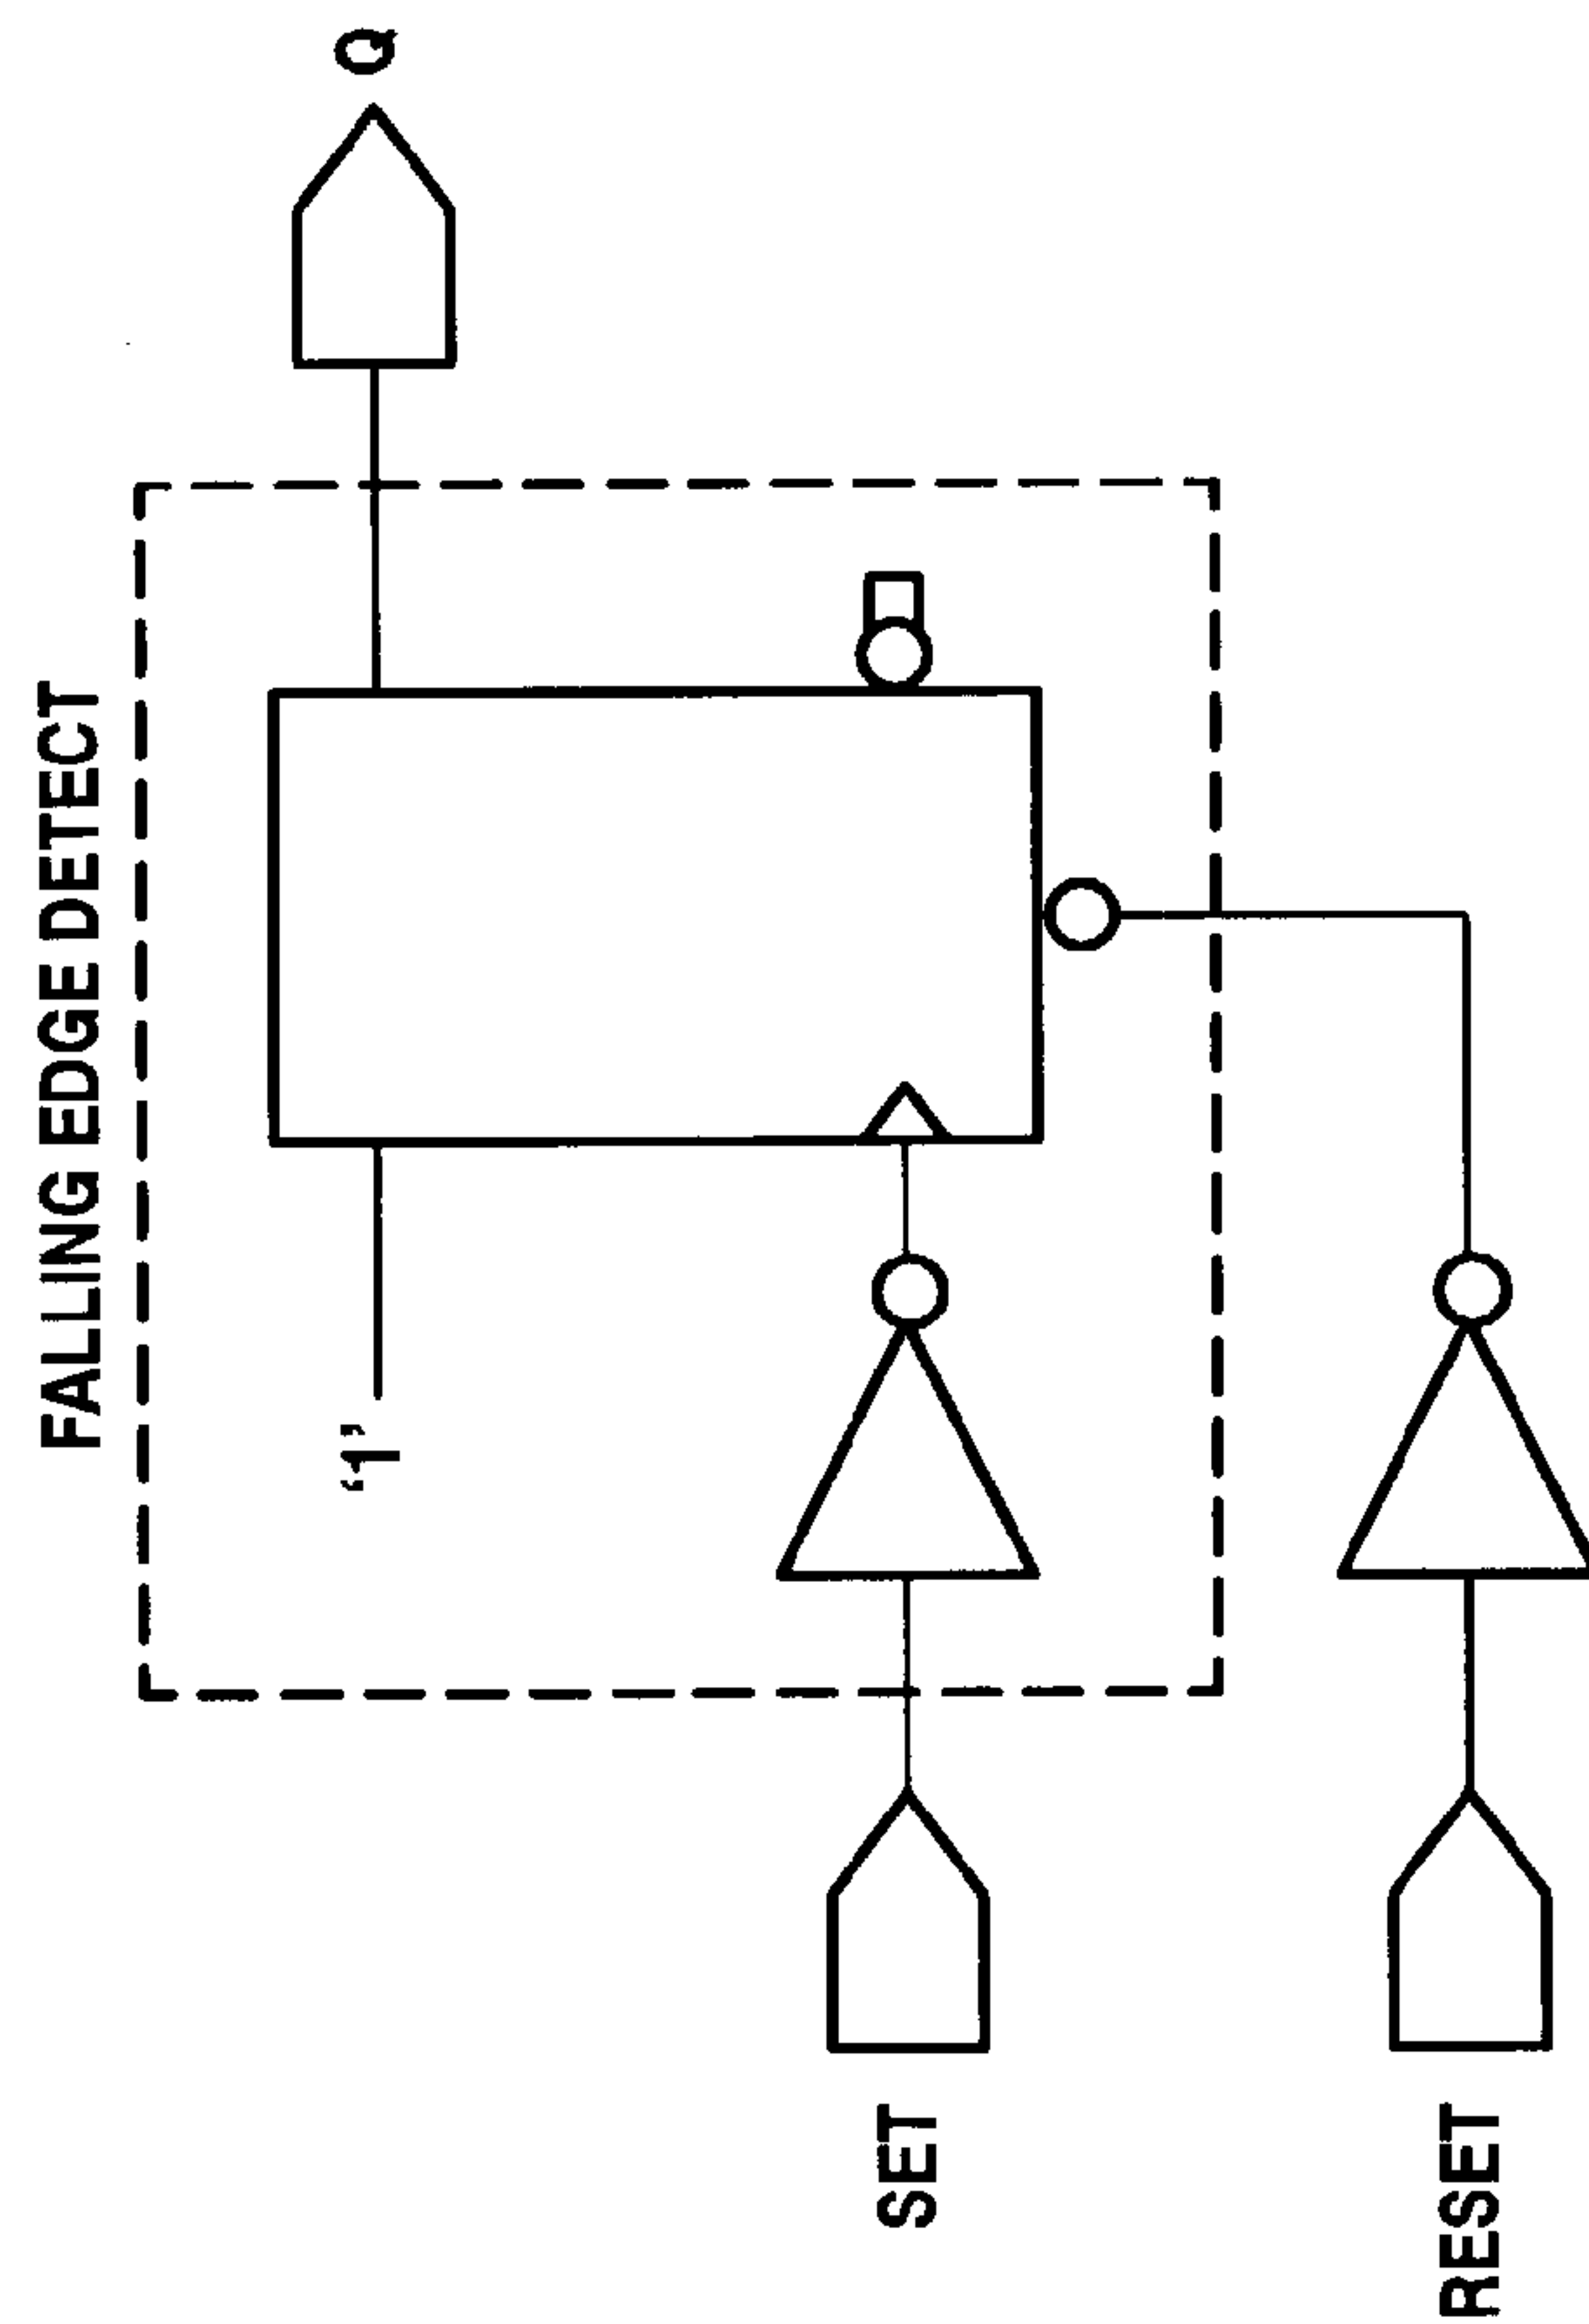 FALLING EDGE DETECT
‘1’
Q
SET
RESET